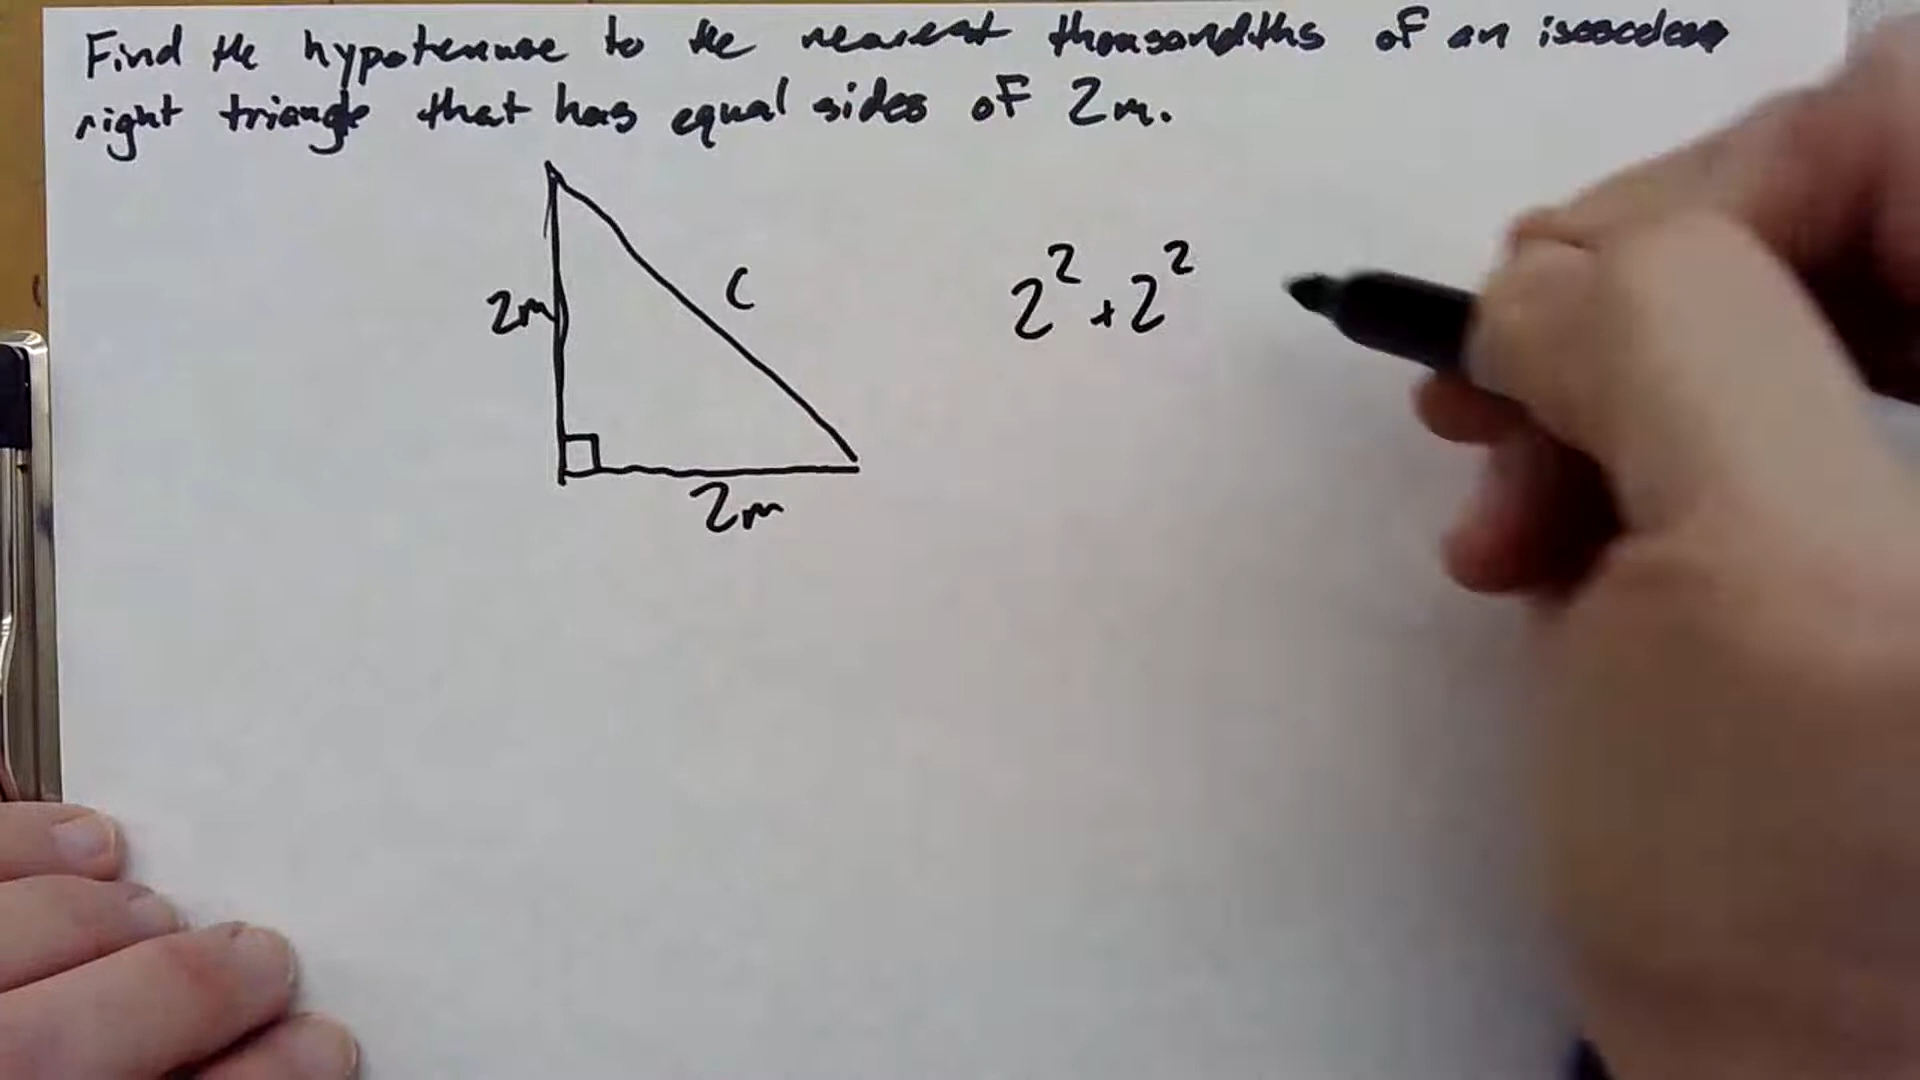 Find the hypotenuse to the nearest thousandths of an isoscles
right triangle that has equal sides of 2m.
2m
C
2² + 2²
2m